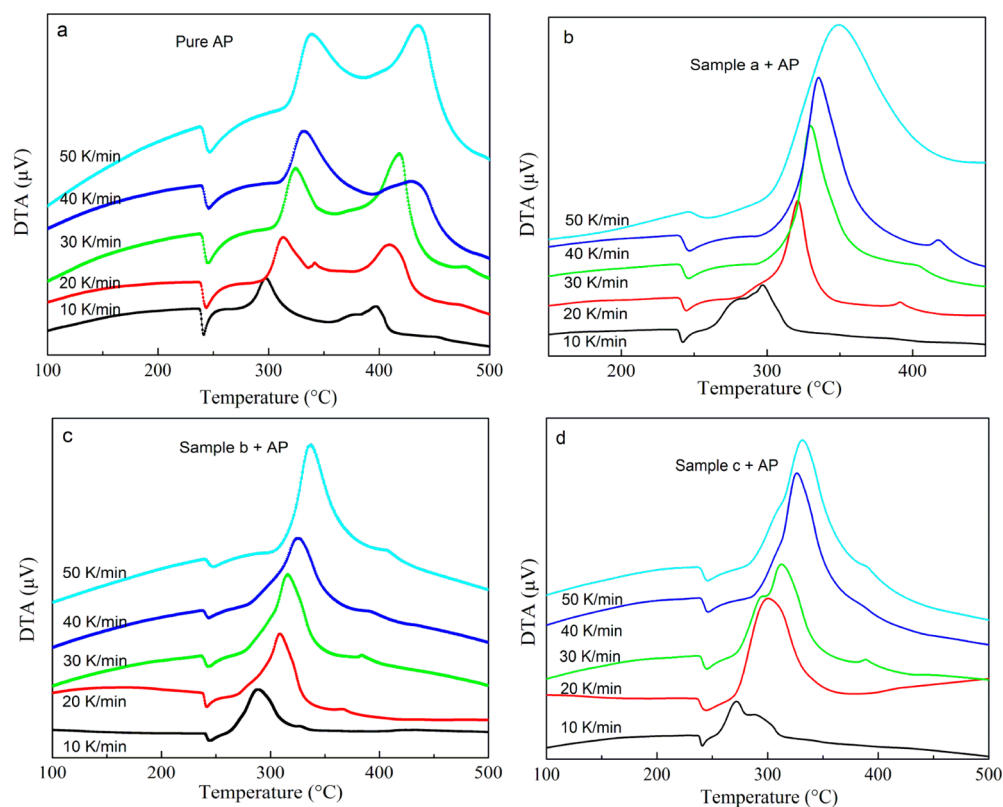 a
Pure AP
50 K/min
40 K/min
30 K/min
20 K/min
10 K/min
DTA (μV)
100 200 300 400 500
Temperature (°C)
b
Sample a + AP
50 K/min
40 K/min
30 K/min
20 K/min
10 K/min
DTA (μV)
200 300 400
Temperature (°C)
c
Sample b + AP
50 K/min
40 K/min
30 K/min
20 K/min
10 K/min
DTA (μV)
100 200 300 400 500
Temperature (°C)
d
Sample c + AP
50 K/min
40 K/min
30 K/min
20 K/min
10 K/min
DTA (μV)
100 200 300 400 500
Temperature (°C)